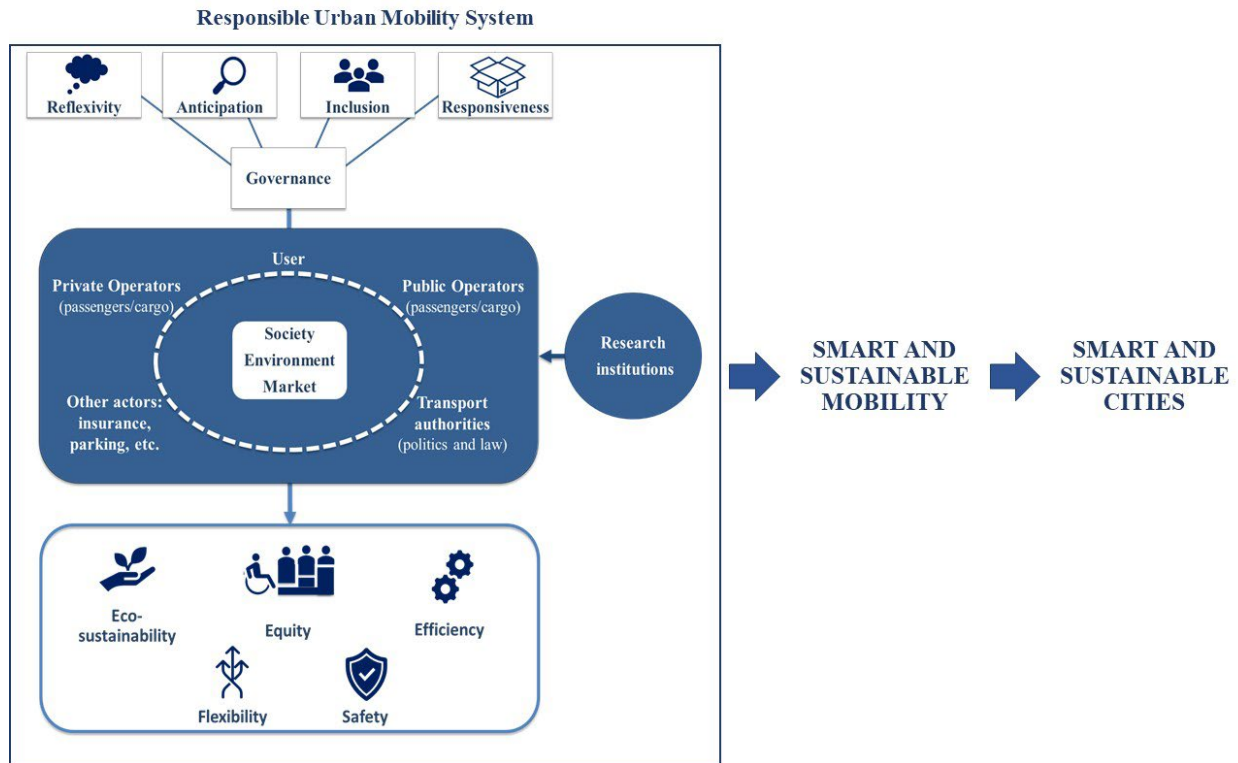 Responsible Urban Mobility System
Reflexivity
Anticipation
Inclusion
Responsiveness
Governance
User
Private Operators
(passengers/cargo)
Public Operators
(passengers/cargo)
Society
Environment
Market
Other actors:
insurance,
parking, etc.
Transport
authorities
(politics and law)
Research
institutions
SMART AND
SUSTAINABLE
MOBILITY
SMART AND
SUSTAINABLE
CITIES
Eco-
sustainability
Equity
Efficiency
Flexibility
Safety